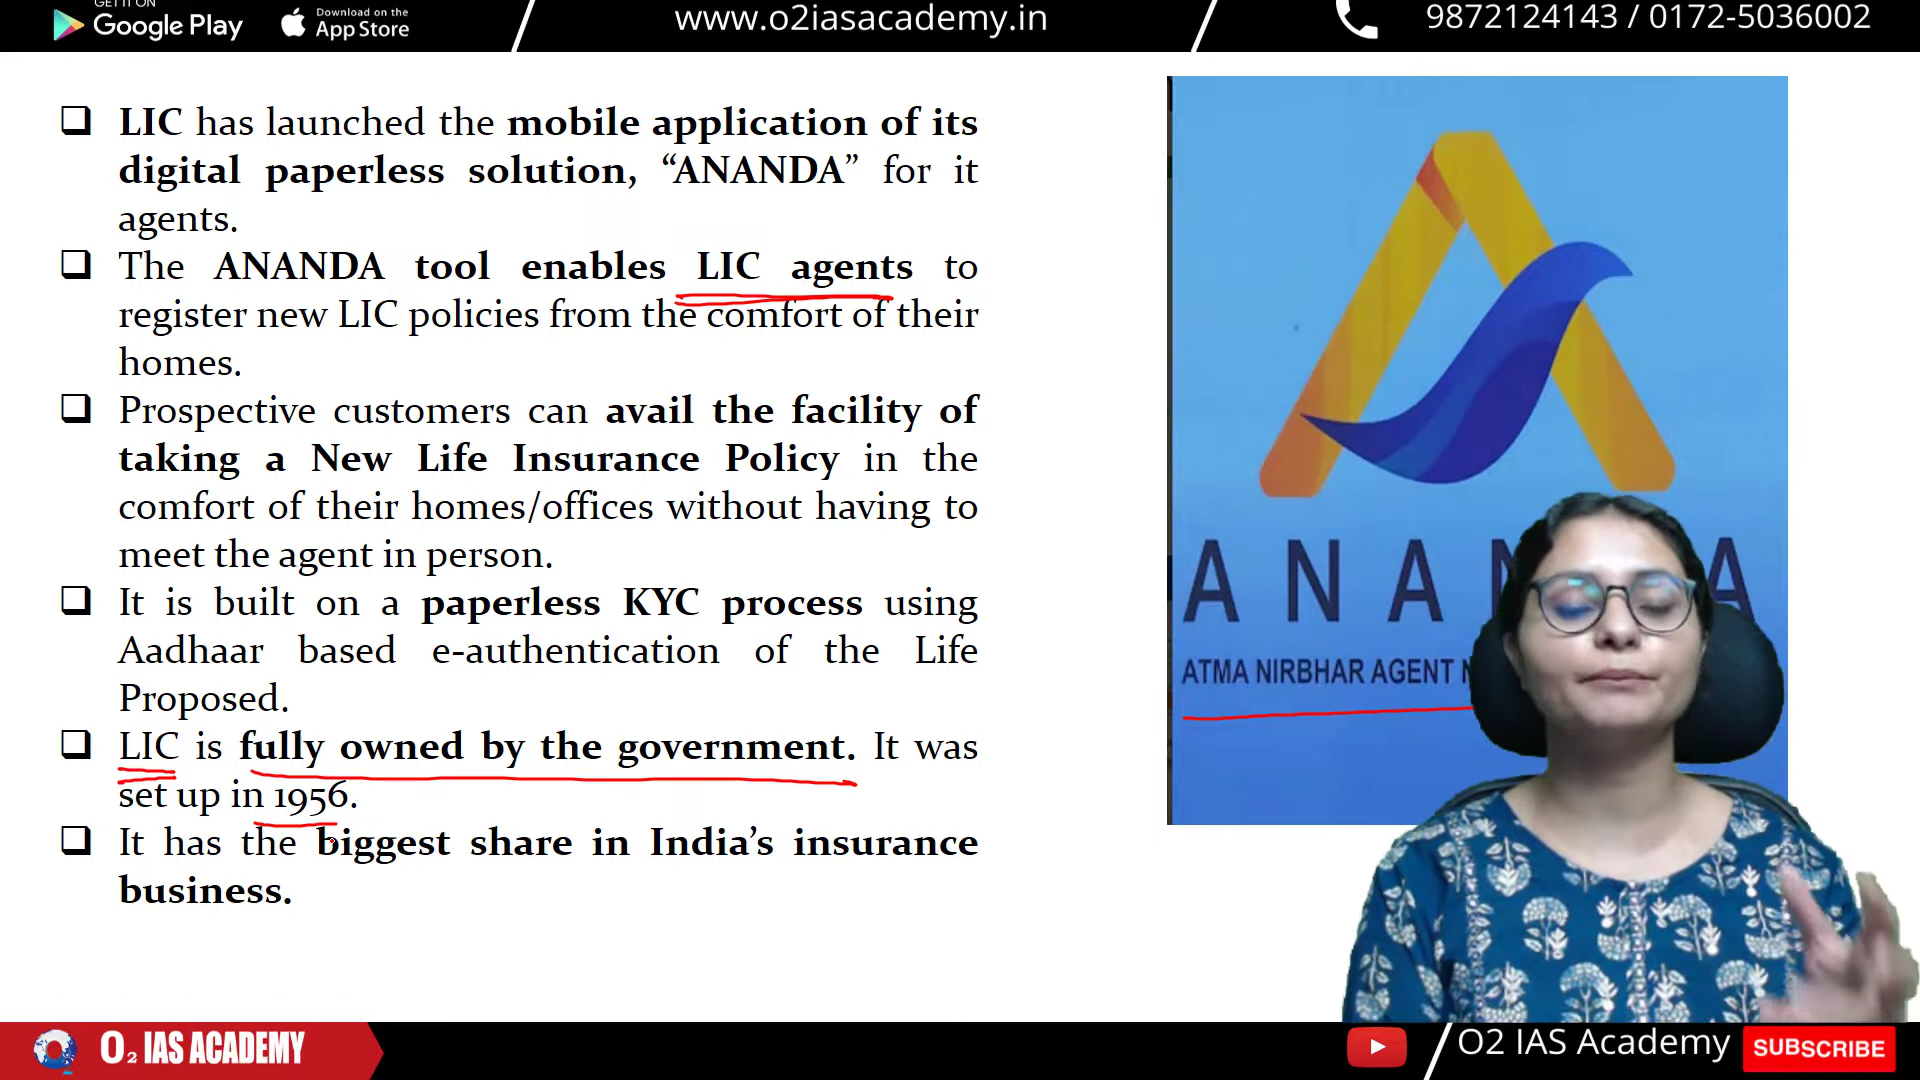 GET IT ON
Google Play
Download on the
App Store
www.o2iasacademy.in
9872124143 / 0172-5036002
❑ LIC has launched the mobile application of its
digital paperless solution, “ANANDA” for it
agents.
❑ The ANANDA tool enables LIC agents to
register new LIC policies from the comfort of their
homes.
❑ Prospective customers can avail the facility of
taking a New Life Insurance Policy in the
comfort of their homes/offices without having to
meet the agent in person.
❑ It is built on a paperless KYC process using
Aadhaar based e-authentication of the Life
Proposed.
❑ LIC is fully owned by the government. It was
set up in 1956.
❑ It has the biggest share in India’s insurance
business.
A N A N A
ATMA NIRBHAR AGENT
O2 IAS ACADEMY
O2 IAS Academy
SUBSCRIBE